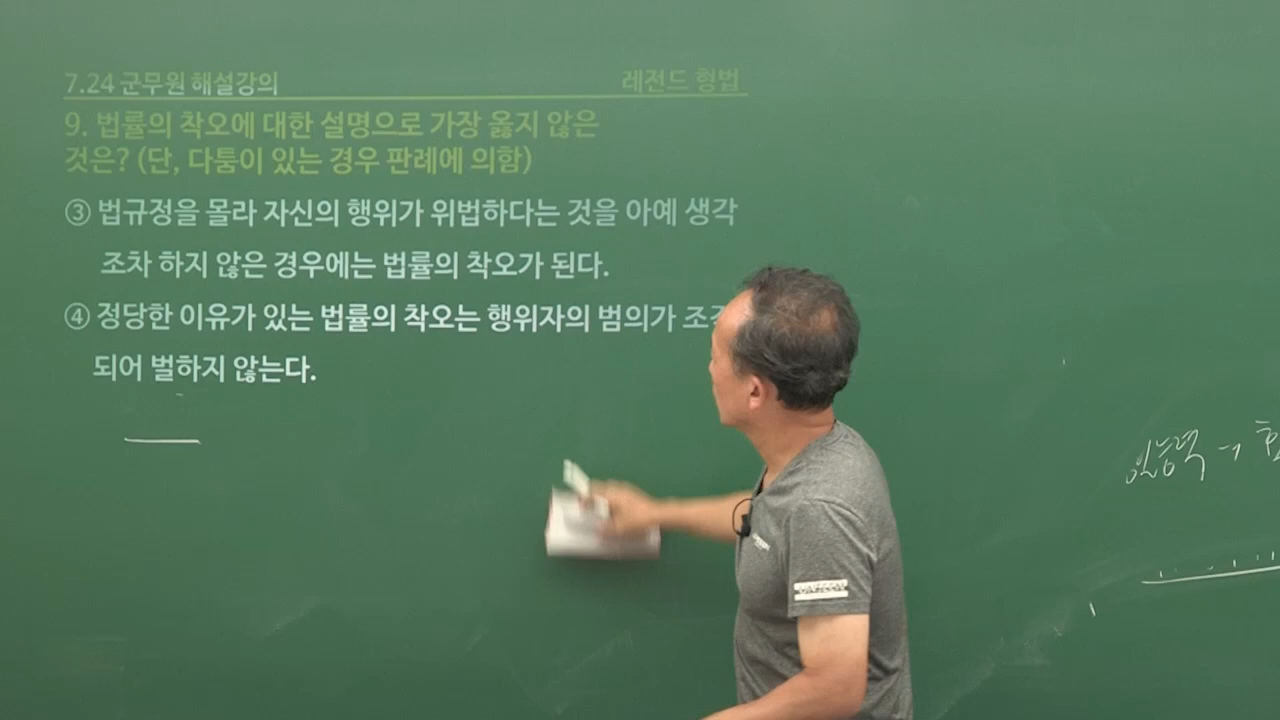 7.24 군무원 해설강의
레전드 형법
9. 법률의 착오에 대한 설명으로 가장 옳지 않은
것은? (단, 다툼이 있는 경우 판례에 의함)
③ 법규정을 몰라 자신의 행위가 위법하다는 것을 아예 생각
조차 하지 않은 경우에는 법률의 착오가 된다.
④ 정당한 이유가 있는 법률의 착오는 행위자의 범의가
되어 벌하지 않는다.